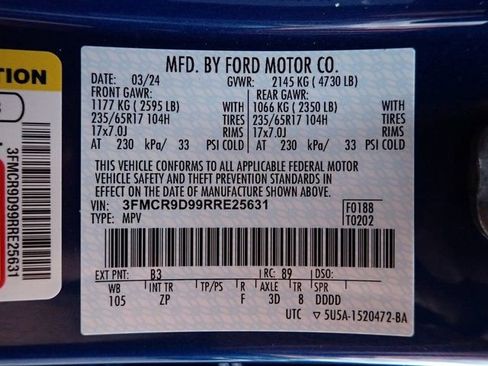 MFD. BY FORD MOTOR CO.
DATE: 03/24 GVWR: 2145 KG ( 4730 LB)
FRONT GAWR: REAR GAWR:
1177 KG ( 2595 LB) 1066 KG ( 2350 LB)
235/65R17 104H TIRES 235/65R17 104H
17x7.0J RIMS 17x7.0J
AT 230 kPa/ 33 PSI COLD AT 230 kPa/ 33 PSI COLD
THIS VEHICLE CONFORMS TO ALL APPLICABLE FEDERAL MOTOR
VEHICLE SAFETY AND THEFT PREVENTION STANDARDS IN
EFFECT ON THE DATE OF MANUFACTURE SHOWN ABOVE.
VIN: 3FMCR9D99RRE25631
TYPE: MPV
F0188
T0202
EXT PNT: B3 RC: 89 DSO:
WB INT TR TP/PS R AXLE TR SPR
105 ZP F 3D 8 DDDD
UTC 5U5A-1520472-BA
TION
3FMCR9D99RRE25631